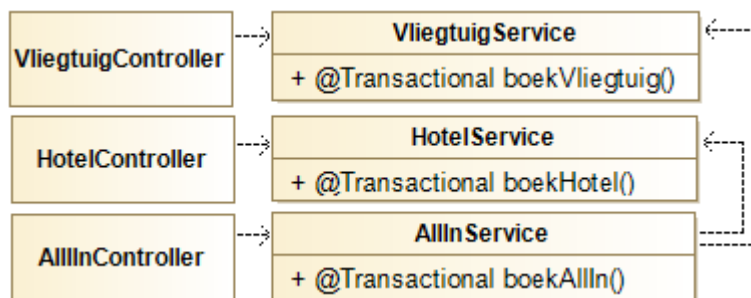 VliegtuigController
VliegtuigService
+ @Transactional boekVliegtuig()
HotelController
HotelService
+ @Transactional boekHotel()
AllInController
AllInService
+ @Transactional boekAllIn()